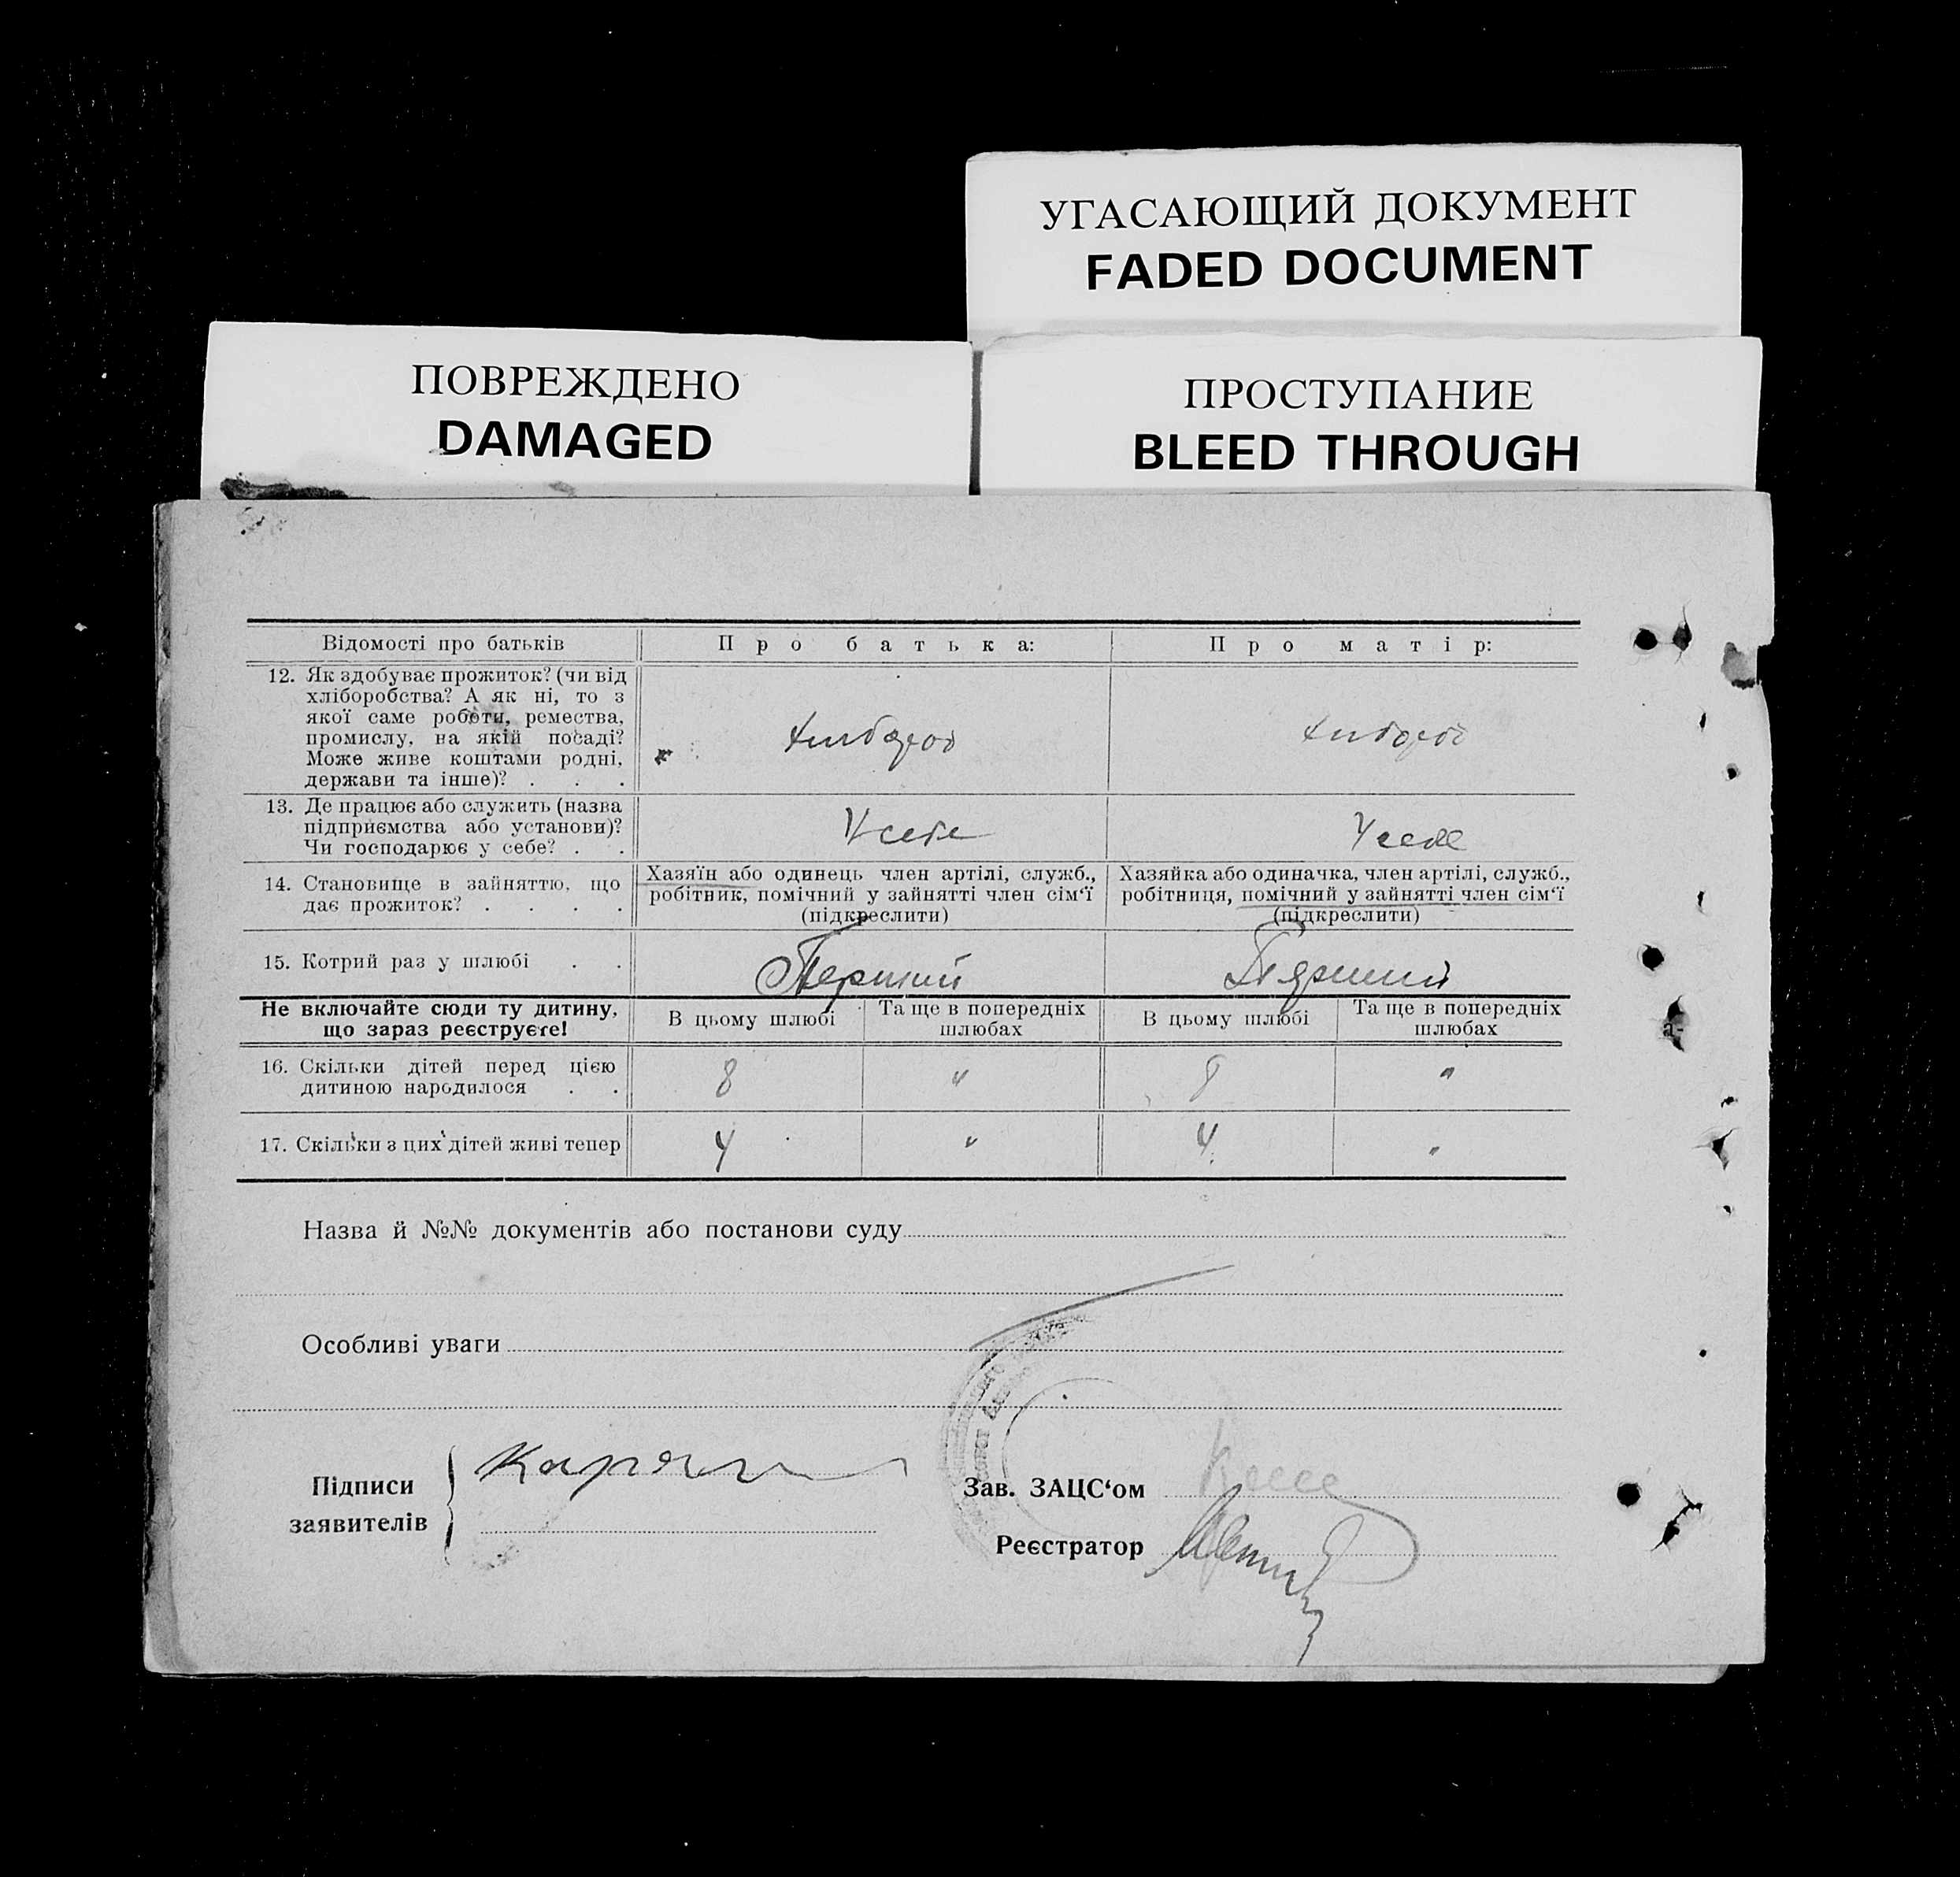 УГАСАЮЩИЙ ДОКУМЕНТ
FADED DOCUMENT
ПОВРЕЖДЕНО
DAMAGED
ПРОСТУПАНИЕ
BLEED THROUGH
Відомості про батьків
Про батька:
Про матір:
12. Як здобуває прожиток? (чи від
хліборобства? А як ні, то з
якої саме роботи, ремества,
промислу, на якій посаді?
Може живе коштами родні,
держави та інше)? . . .
хлібороб
хлібороб
13. Де працює або служить (назва
підприємства або установи)?
Чи господарює у себе? . .
У себе
У себе
14. Становище в зайняттю, що
дає прожиток? . . . .
Хазяїн або одинець член артілі, служб.,
робітник, помічний у зайнятті член сім‘ї
(підкреслити)
Хазяйка або одиначка, член артілі, служб.,
робітниця, помічний у зайнятті член сім‘ї
(підкреслити)
15. Котрий раз у шлюбі . .
Перший
Перший
Не включайте сюди ту дитину,
що зараз реєструєте!
В цьому шлюбі
Та ще в попередніх
шлюбах
В цьому шлюбі
Та ще в попередніх
шлюбах
16. Скільки дітей перед цією
дитиною народилося . .
8 " 8 "
17. Скільки з цих дітей живі тепер
4 " 4 "
Назва й №№ документів або постанови суду
Особливі уваги
Підписи
заявителів
Зав. ЗАЦС‘ом
Реєстратор